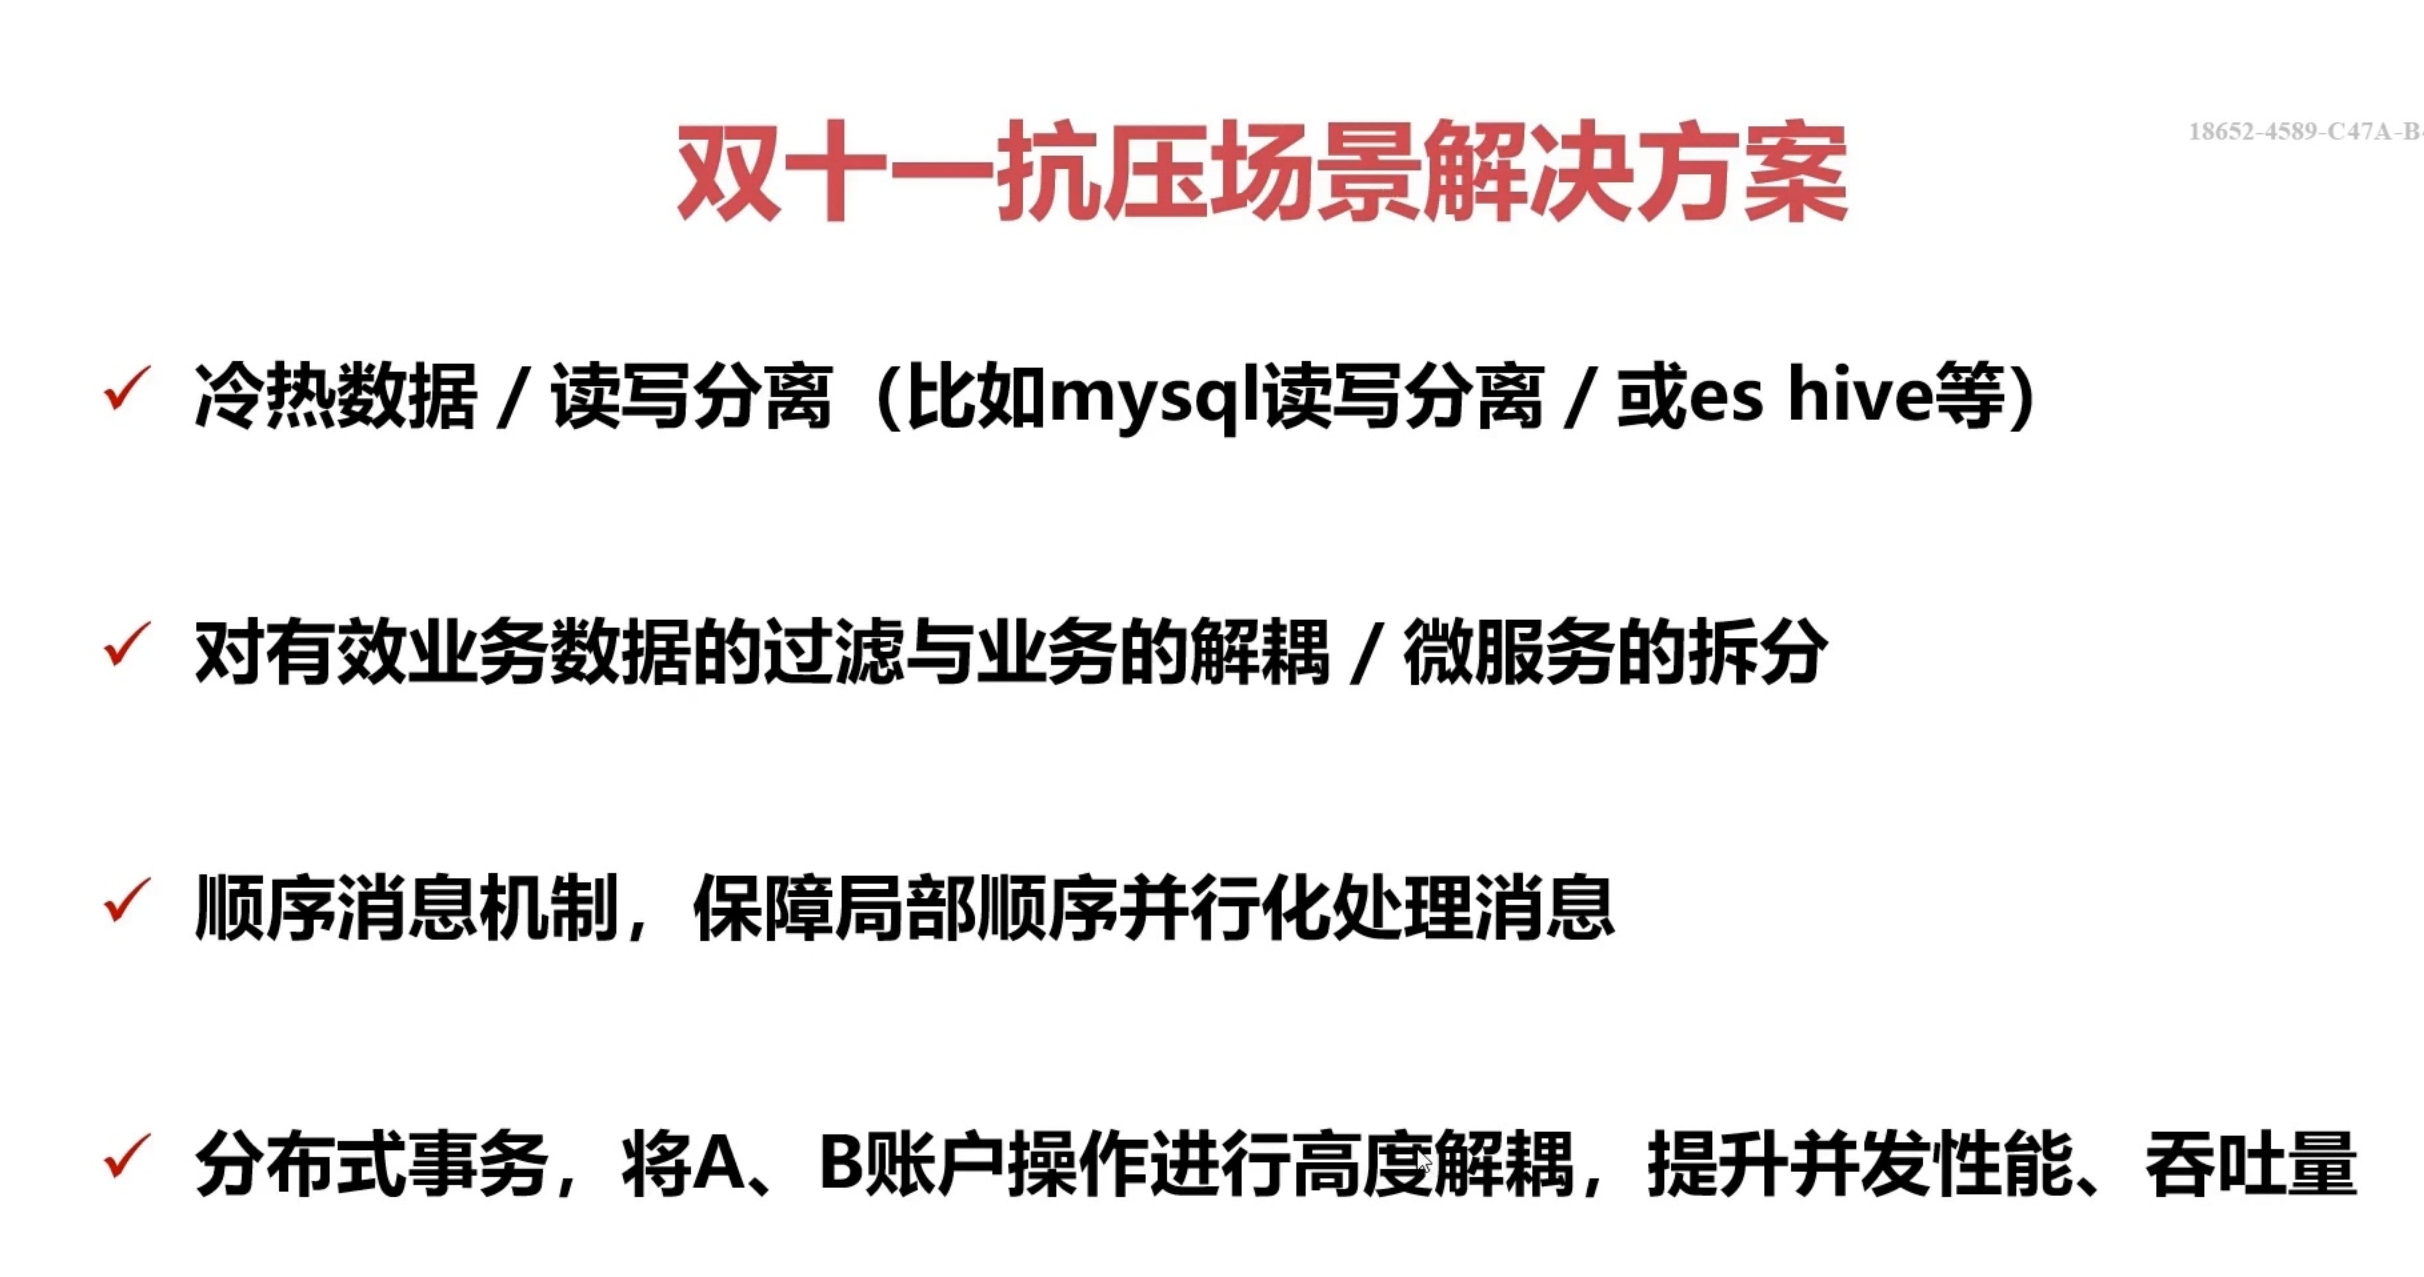 双十一抗压场景解决方案
18652-4589-C47A-B
冷热数据 / 读写分离（比如mysql读写分离 / 或es hive等）
对有效业务数据的过滤与业务的解耦 / 微服务的拆分
顺序消息机制，保障局部顺序并行化处理消息
分布式事务，将A、B账户操作进行高度解耦，提升并发性能、吞吐量